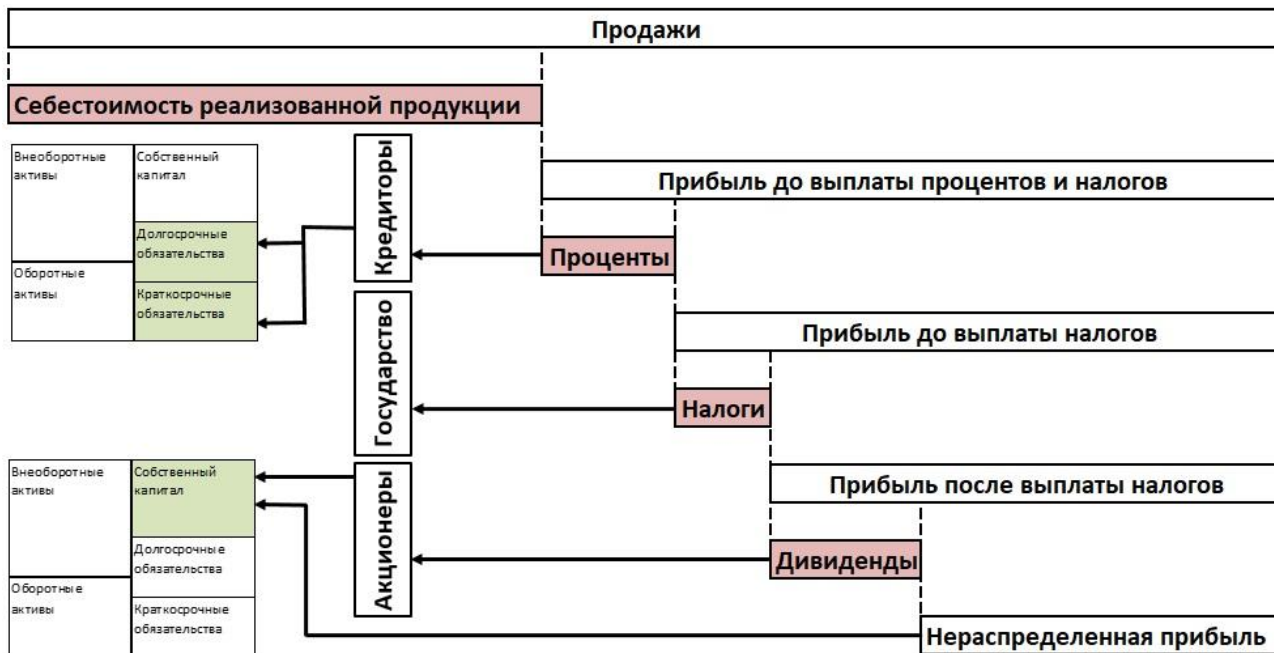 Продажи
Себестоимость реализованной продукции
Внеоборотные
активы
Собственный
капитал
Долгосрочные
обязательства
Оборотные
активы
Краткосрочные
обязательства
Кредиторы
Прибыль до выплаты процентов и налогов
Проценты
Государство
Прибыль до выплаты налогов
Налоги
Внеоборотные
активы
Собственный
капитал
Долгосрочные
обязательства
Оборотные
активы
Краткосрочные
обязательства
Акционеры
Прибыль после выплаты налогов
Дивиденды
Нераспределенная прибыль